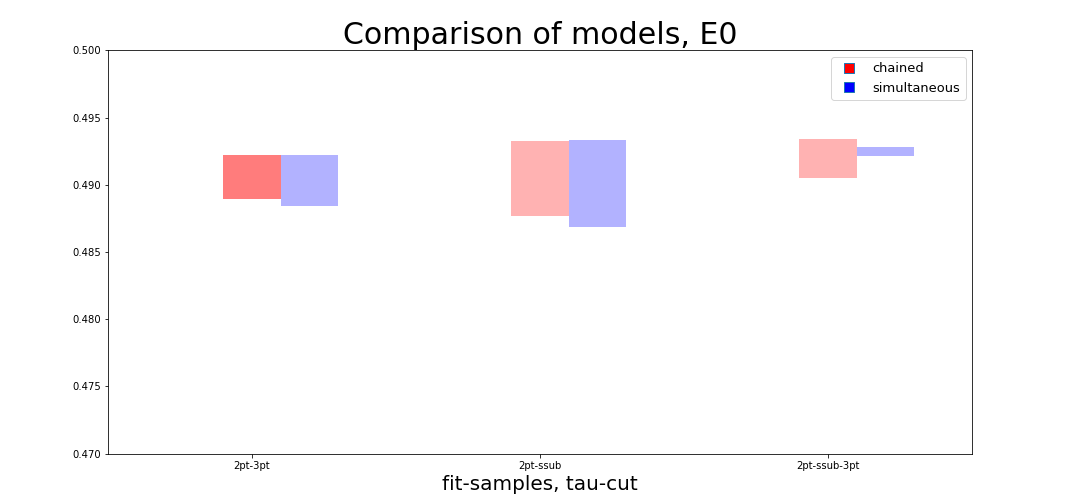 Comparison of models, E0
0.500
0.495
0.490
0.485
0.480
0.475
0.470
chained
simultaneous
2pt-3pt
2pt-ssub
2pt-ssub-3pt
fit-samples, tau-cut